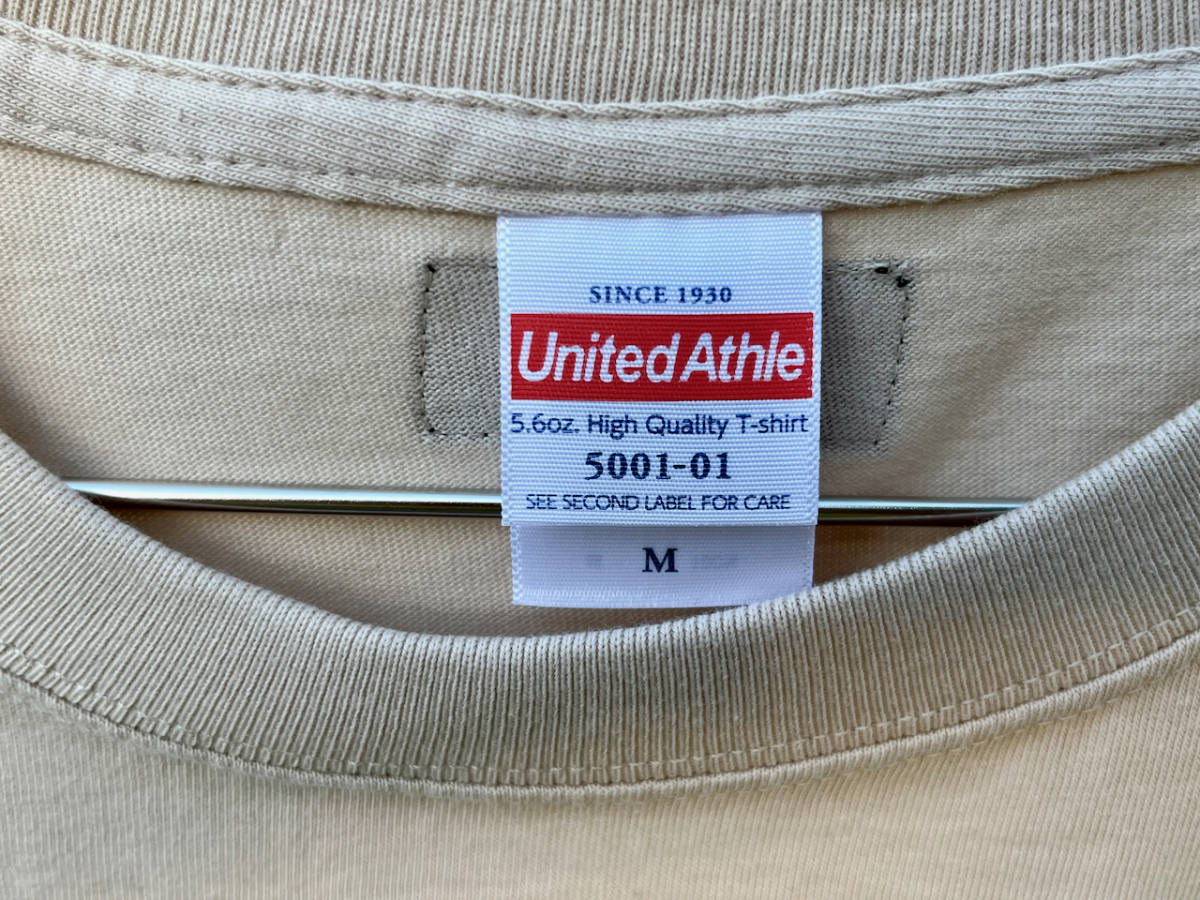 SINCE 1930
United Athle
5.6oz. High Quality T-shirt
5001-01
SEE SECOND LABEL FOR CARE
M